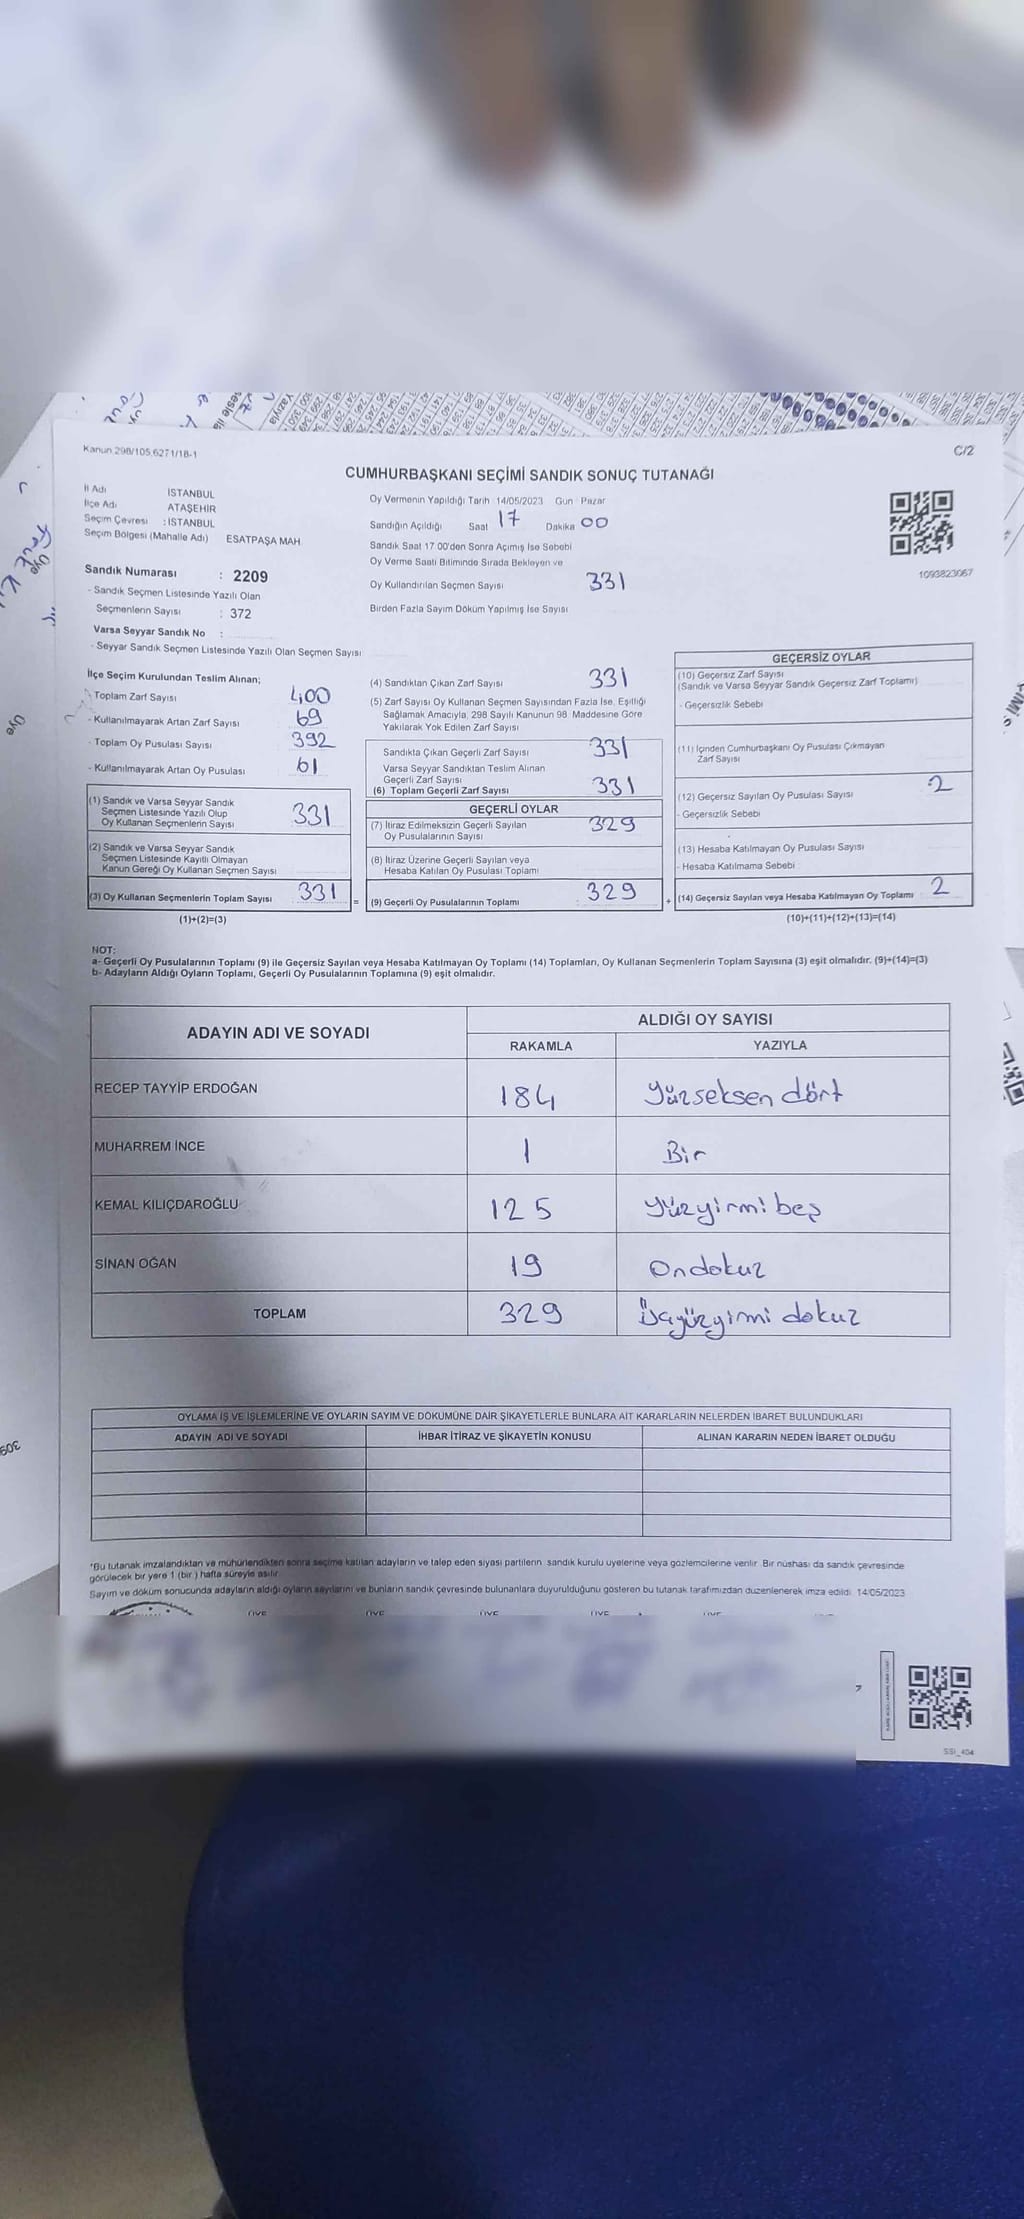 Kanun 298/105,6271/18-1
C/2
CUMHURBAŞKANI SEÇİMİ SANDIK SONUÇ TUTANAĞI
İl Adı İSTANBUL
İlçe Adı ATAŞEHİR
Seçim Çevresi : İSTANBUL
Seçim Bölgesi (Mahalle Adı) ESATPAŞA MAH.
Oy Vermenin Yapıldığı Tarih 14/05/2023 Gün Pazar
Sandığın Açıldığı Saat 17 Dakika 00
Sandık Saat 17 00'den Sonra Açımış İse Sebebi
Oy Verme Saati Bitiminde Sırada Bekleyen ve
Oy Kullandırılan Seçmen Sayısı 331
Birden Fazla Sayım Döküm Yapılmış İse Sayısı
1093823067
Sandık Numarası : 2209
- Sandık Seçmen Listesinde Yazılı Olan
Seçmenlerin Sayısı : 372
Varsa Seyyar Sandık No :
- Seyyar Sandık Seçmen Listesinde Yazılı Olan Seçmen Sayısı
İlçe Seçim Kurulundan Teslim Alınan;
- Toplam Zarf Sayısı 400
- Kullanılmayarak Artan Zarf Sayısı 69
- Toplam Oy Pusulası Sayısı 392
- Kullanılmayarak Artan Oy Pusulası 61
(1) Sandık ve Varsa Seyyar Sandık
Seçmen Listesinde Yazılı Olup
Oy Kullanan Seçmenlerin Sayısı 331
(2) Sandık ve Varsa Seyyar Sandık
Seçmen Listesinde Kayıtlı Olmayan
Kanun Gereği Oy Kullanan Seçmen Sayısı
(3) Oy Kullanan Seçmenlerin Toplam Sayısı 331 =
(1)+(2)=(3)
(4) Sandıktan Çıkan Zarf Sayısı 331
(5) Zarf Sayısı Oy Kullanan Seçmen Sayısından Fazla İse, Eşitliği
Sağlamak Amacıyla, 298 Sayılı Kanunun 98. Maddesine Göre
Yakılarak Yok Edilen Zarf Sayısı
Sandıkta Çıkan Geçerli Zarf Sayısı 331
Varsa Seyyar Sandıktan Teslim Alınan
Geçerli Zarf Sayısı
(6) Toplam Geçerli Zarf Sayısı 331
GEÇERLİ OYLAR
(7) İtiraz Edilmeksizin Geçerli Sayılan
Oy Pusulalarının Sayısı 329
(8) İtiraz Üzerine Geçerli Sayılan veya
Hesaba Katılan Oy Pusulası Toplamı
(9) Geçerli Oy Pusulalarının Toplamı : 329 +
GEÇERSİZ OYLAR
(10) Geçersiz Zarf Sayısı
(Sandık ve Varsa Seyyar Sandık Geçersiz Zarf Toplamı)
- Geçersizlik Sebebi
(11) İçinden Cumhurbaşkanı Oy Pusulası Çıkmayan
Zarf Sayısı
(12) Geçersiz Sayılan Oy Pusulası Sayısı 2
- Geçersizlik Sebebi
(13) Hesaba Katılmayan Oy Pusulası Sayısı
- Hesaba Katılmama Sebebi
(14) Geçersiz Sayılan veya Hesaba Katılmayan Oy Toplamı 2
(10)+(11)+(12)+(13)=(14)
NOT:
a- Geçerli Oy Pusulalarının Toplamı (9) ile Geçersiz Sayılan veya Hesaba Katılmayan Oy Toplamı (14) Toplamları, Oy Kullanan Seçmenlerin Toplam Sayısına (3) eşit olmalıdır. (9)+(14)=(3)
b- Adayların Aldığı Oyların Toplamı, Geçerli Oy Pusulalarının Toplamına (9) eşit olmalıdır.
ADAYIN ADI VE SOYADI ALDIĞI OY SAYISI
RAKAMLA YAZIYLA
RECEP TAYYİP ERDOĞAN 184 Yüzseksen dört
MUHARREM İNCE 1 Bir
KEMAL KILIÇDAROĞLU 125 yüzyirmi beş
SİNAN OĞAN 19 Ondokuz
TOPLAM 329 Üçyüzyimi dokuz
OYLAMA İŞ VE İŞLEMLERİNE VE OYLARIN SAYIM VE DÖKÜMÜNE DAİR ŞİKAYETLERLE BUNLARA AİT KARARLARIN NELERDEN İBARET BULUNDUKLARI
ADAYIN ADI VE SOYADI İHBAR İTİRAZ VE ŞİKAYETİN KONUSU ALINAN KARARIN NEDEN İBARET OLDUĞU
*Bu tutanak imzalandıktan ve mühürlendikten sonra seçime katılan adayların ve talep eden siyasi partilerin sandık kurulu üyelerine veya gözlemcilerine verilir. Bir nüshası da sandık çevresinde
görülecek bir yere 1 (bir) hafta süreyle asılır.
Sayım ve döküm sonucunda adayların aldığı oyların sayılarını ve bunların sandık çevresinde bulunanlara duyurulduğunu gösteren bu tutanak tarafımızdan düzenlenerek imza edildi. 14/05/2023
ÜYE ÜYE ÜYE ÜYE ÜYE
SSI_404